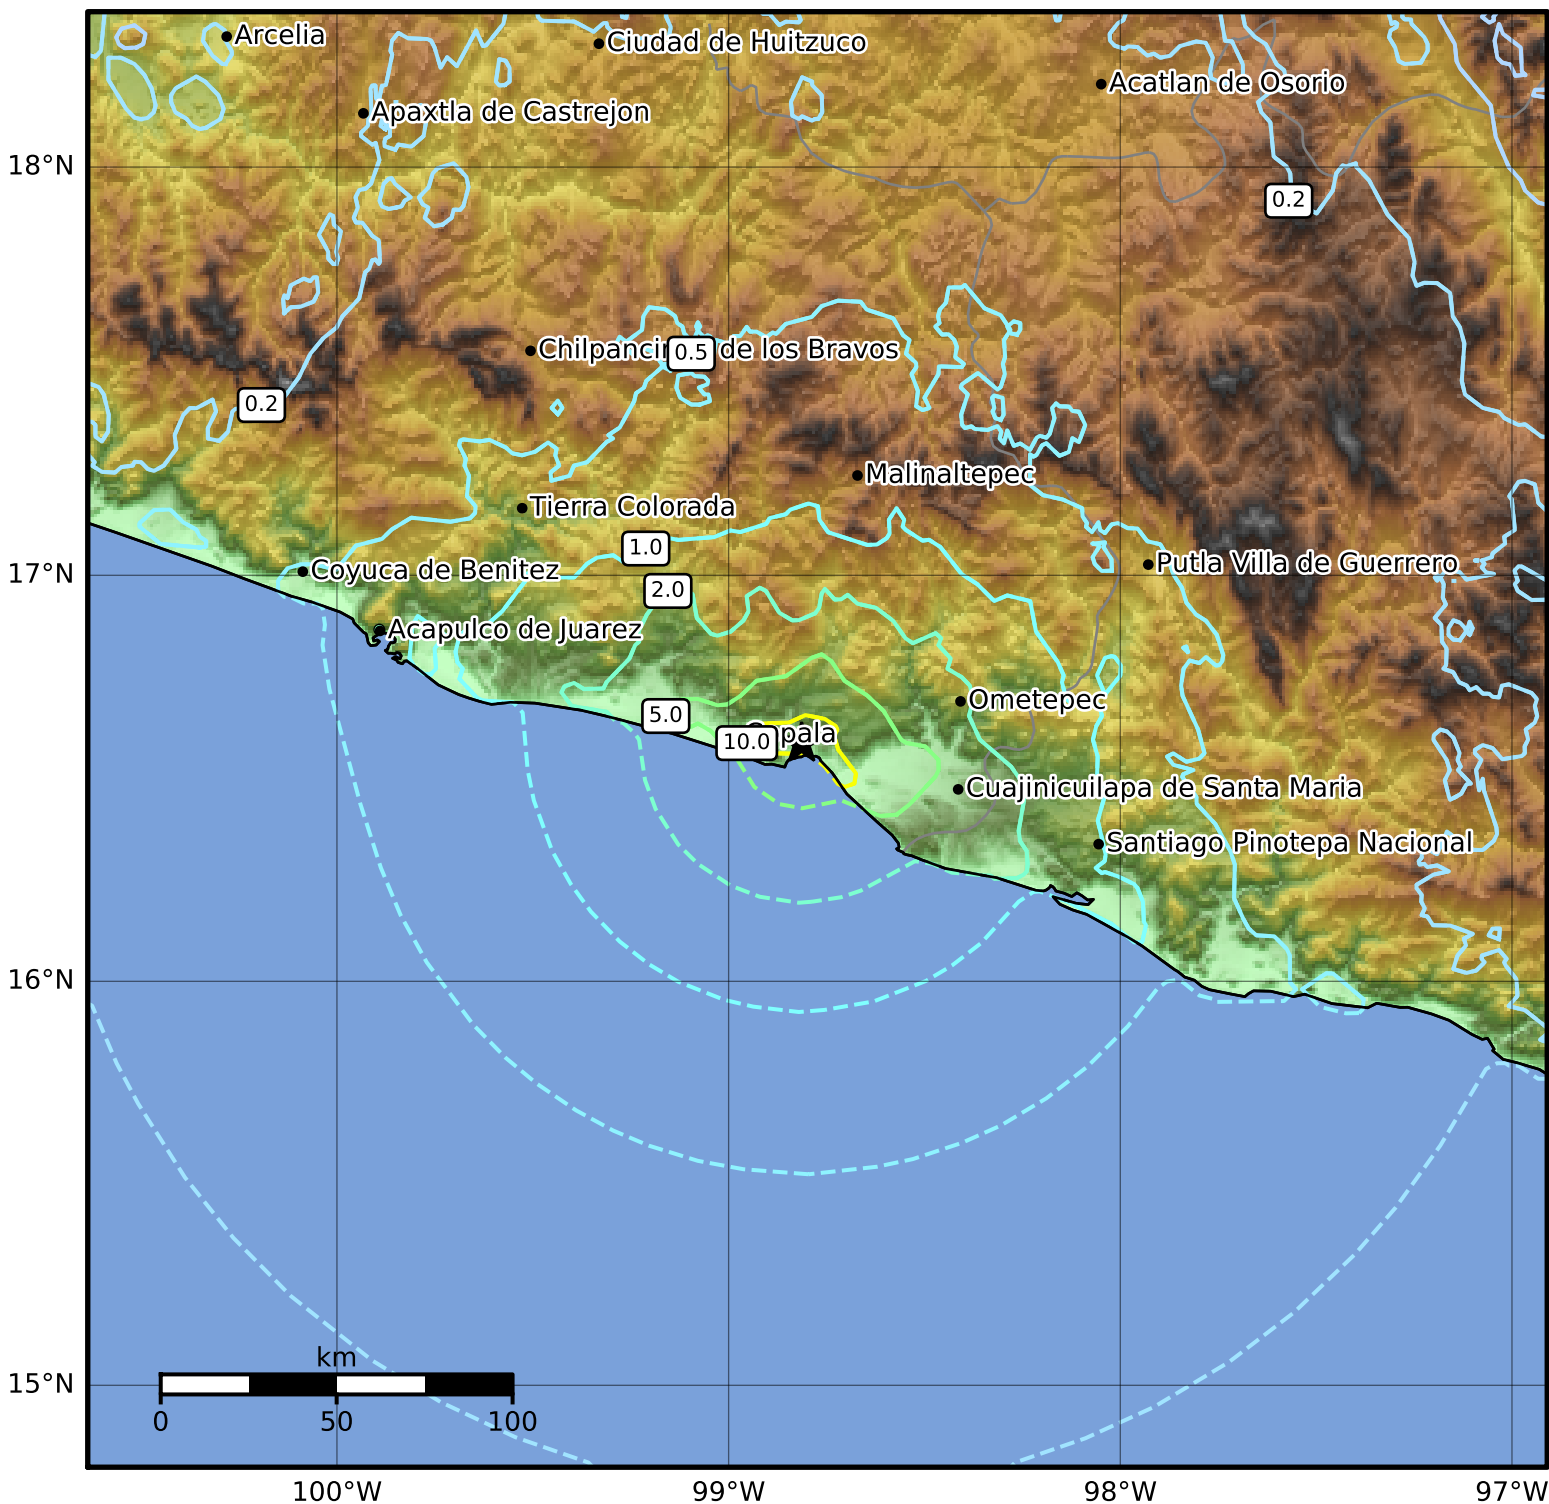 Arcelia
Ciudad de Huitzuco
Acatlan de Osorio
Apaxtla de Castrejon
18°N
0.2
Chilpancin de los Bravos
0.5
0.2
Malinaltepec
Tierra Colorada
1.0
Putla Villa de Guerrero
17°N
Coyuca de Benitez
2.0
Acapulco de Juarez
Ometepec
5.0
10.0
Cuajinicuilapa de Santa Maria
Santiago Pinotepa Nacional
16°N
km
15°N
0 50 100
100°W 99°W 98°W 97°W